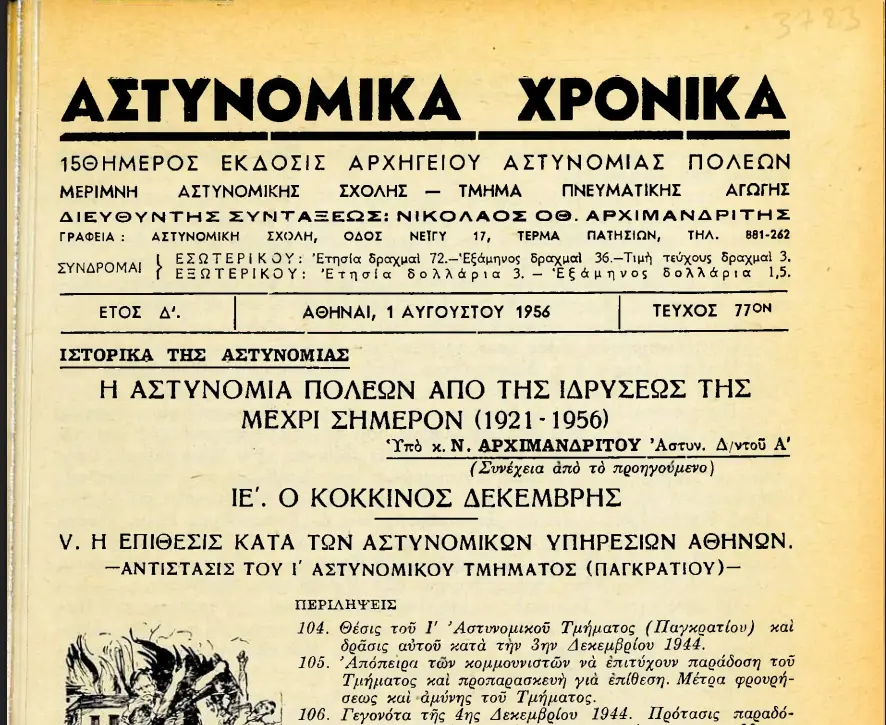 3723
ΑΣΤΥΝΟΜΙΚΑ ΧΡΟΝΙΚΑ
15ΘΗΜΕΡΟΣ ΕΚΔΟΣΙΣ ΑΡΧΗΓΕΙΟΥ ΑΣΤΥΝΟΜΙΑΣ ΠΟΛΕΩΝ
ΜΕΡΙΜΝΗ ΑΣΤΥΝΟΜΙΚΗΣ ΣΧΟΛΗΣ — ΤΜΗΜΑ ΠΝΕΥΜΑΤΙΚΗΣ ΑΓΩΓΗΣ
ΔΙΕΥΘΥΝΤΗΣ ΣΥΝΤΑΞΕΩΣ: ΝΙΚΟΛΑΟΣ ΟΘ. ΑΡΧΙΜΑΝΔΡΙΤΗΣ
ΓΡΑΦΕΙΑ : ΑΣΤΥΝΟΜΙΚΗ ΣΧΟΛΗ, ΟΔΟΣ ΝΕΪΓΥ 17, ΤΕΡΜΑ ΠΑΤΗΣΙΩΝ, ΤΗΛ. 881-262
ΣΥΝΔΡΟΜΑΙ { ΕΣΩΤΕΡΙΚΟΥ: Ἐτησία δραχμαὶ 72.—Ἑξάμηνος δραχμαὶ 36.—Τιμὴ τεύχους δραχμαὶ 3.
ΕΞΩΤΕΡΙΚΟΥ: Ἐτησία δολλάρια 3. — Ἑξάμηνος δολλάρια 1,5.
ΕΤΟΣ Δ'. ΑΘΗΝΑΙ, 1 ΑΥΓΟΥΣΤΟΥ 1956 ΤΕΥΧΟΣ 77ΟΝ
ΙΣΤΟΡΙΚΑ ΤΗΣ ΑΣΤΥΝΟΜΙΑΣ
Η ΑΣΤΥΝΟΜΙΑ ΠΟΛΕΩΝ ΑΠΟ ΤΗΣ ΙΔΡΥΣΕΩΣ ΤΗΣ
ΜΕΧΡΙ ΣΗΜΕΡΟΝ (1921-1956)
Ὑπὸ κ. Ν. ΑΡΧΙΜΑΝΔΡΙΤΟΥ Ἀστυν. Δ/ντοῦ Α'
(Συνέχεια ἀπὸ τὸ προηγούμενο)
ΙΕ'. Ο ΚΟΚΚΙΝΟΣ ΔΕΚΕΜΒΡΗΣ
V. Η ΕΠΙΘΕΣΙΣ ΚΑΤΑ ΤΩΝ ΑΣΤΥΝΟΜΙΚΩΝ ΥΠΗΡΕΣΙΩΝ ΑΘΗΝΩΝ.
—ΑΝΤΙΣΤΑΣΙΣ ΤΟΥ Ι' ΑΣΤΥΝΟΜΙΚΟΥ ΤΜΗΜΑΤΟΣ (ΠΑΓΚΡΑΤΙΟΥ)—
ΠΕΡΙΛΗΨΕΙΣ
104. Θέσις τοῦ Ι' Ἀστυνομικοῦ Τμήματος (Παγκρατίου) καὶ
δρᾶσις αὐτοῦ κατὰ τὴν 3ην Δεκεμβρίου 1944.
105. Ἀπόπειρα τῶν κομμουνιστῶν νὰ ἐπιτύχουν παράδοση τοῦ
Τμήματος καὶ προπαρασκευὴ γιὰ ἐπίθεση. Μέτρα φρουρή-
σεως καὶ ἀμύνης τοῦ Τμήματος.
106. Γεγονότα τῆς 4ης Δεκεμβρίου 1944. Πρότασις παραδό-